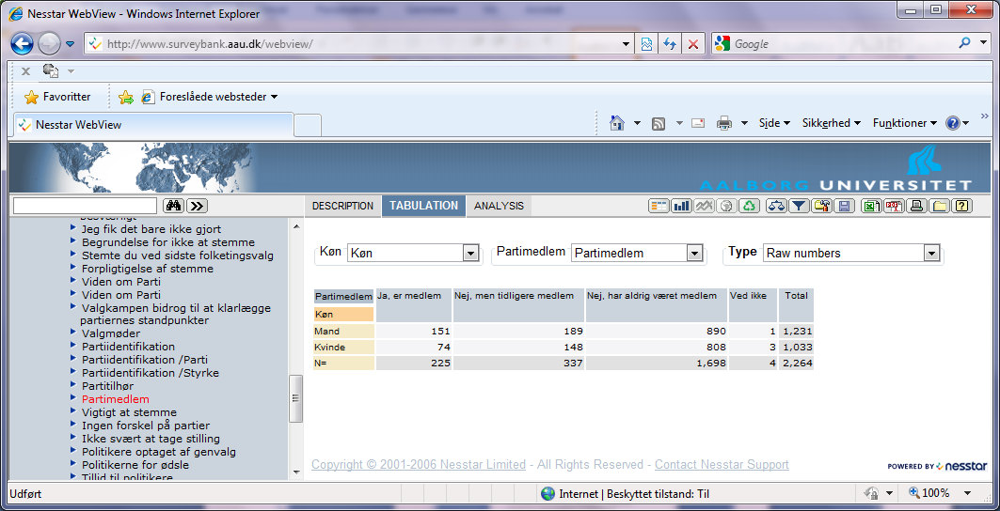 Nesstar WebView - Windows Internet Explorer
http://www.surveybank.aau.dk/webview/
Google
Favoritter
Foreslåede websteder
Nesstar WebView
Side
Sikkerhed
Funktioner
AALBORG UNIVERSITET
DESCRIPTION TABULATION ANALYSIS
besværligt
Jeg fik det bare ikke gjort
Begrundelse for ikke at stemme
Stemte du ved sidste folketingsvalg
Forpligtigelse af stemme
Viden om Parti
Viden om Parti
Valgkampen bidrog til at klarlægge
partiernes standpunkter
Valgmøder
Partiidentifikation
Partiidentifikation /Parti
Partiidentifikation /Styrke
Partitilhør
Partimedlem
Vigtigt at stemme
Ingen forskel på partier
Ikke svært at tage stilling
Politikere optaget af genvalg
Politikerne for ødsle
Tillid til politikere
Køn Køn Partimedlem Partimedlem Type Raw numbers
Partimedlem Ja, er medlem Nej, men tidligere medlem Nej, har aldrig været medlem Ved ikke Total
Køn
Mand 151 189 890 1 1,231
Kvinde 74 148 808 3 1,033
N= 225 337 1,698 4 2,264
Copyright © 2001-2006 Nesstar Limited - All Rights Reserved - Contact Nesstar Support
POWERED BY nesstar
Udført
Internet | Beskyttet tilstand: Til
100%